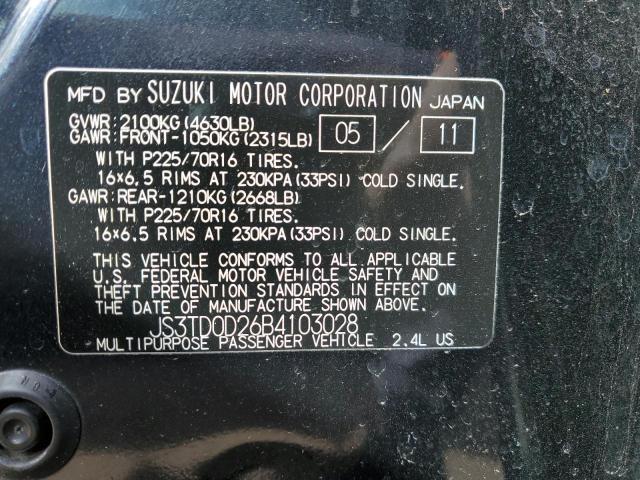 MFD BY SUZUKI MOTOR CORPORATION JAPAN
GVWR:2100KG(4630LB)
GAWR:FRONT-1050KG(2315LB) 05 / 11
WITH P225/70R16 TIRES.
16×6.5 RIMS AT 230KPA(33PSI) COLD SINGLE.
GAWR:REAR-1210KG(2668LB)
WITH P225/70R16 TIRES.
16×6.5 RIMS AT 230KPA(33PSI) COLD SINGLE.
THIS VEHICLE CONFORMS TO ALL APPLICABLE
U.S. FEDERAL MOTOR VEHICLE SAFETY AND
THEFT PREVENTION STANDARDS IN EFFECT ON
THE DATE OF MANUFACTURE SHOWN ABOVE.
JS3TD0D26B4103028
MULTIPURPOSE PASSENGER VEHICLE 2.4L US